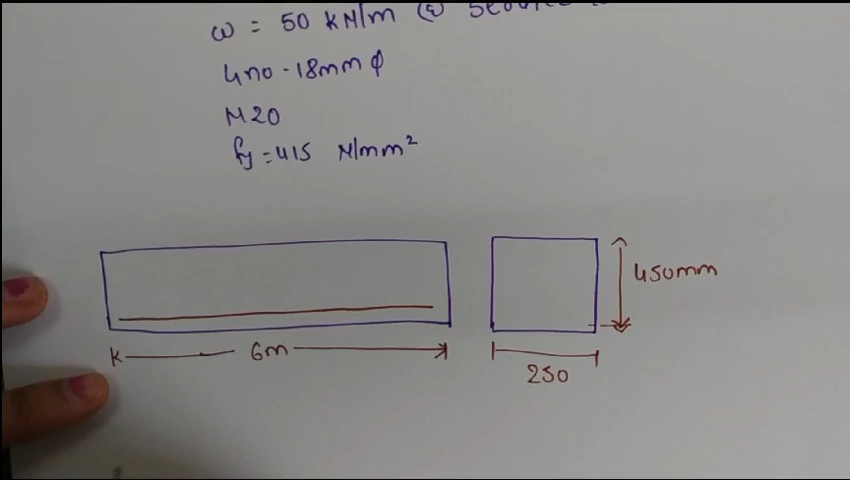 ω = 50 KN/m (@
4no - 18mm φ
M20
fy = 415 N/mm²
450mm
6m
250